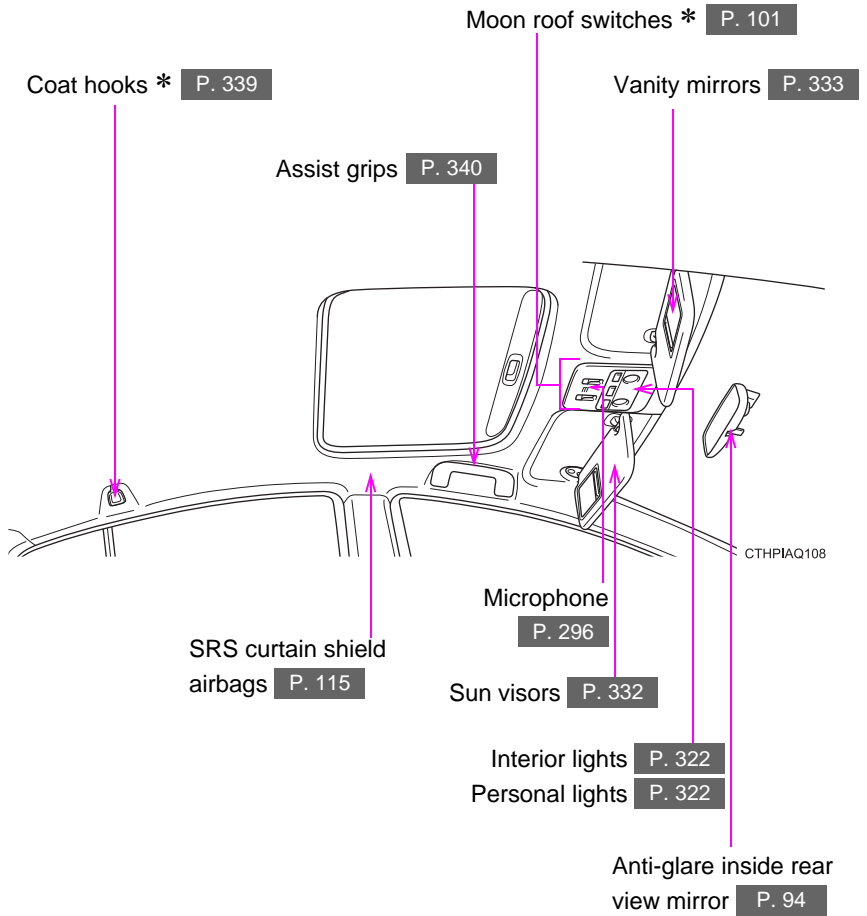 Moon roof switches * P. 101
Coat hooks * P. 339
Vanity mirrors P. 333
Assist grips P. 340
CTHPIAQ108
Microphone
P. 296
SRS curtain shield
airbags P. 115
Sun visors P. 332
Interior lights P. 322
Personal lights P. 322
Anti-glare inside rear
view mirror P. 94